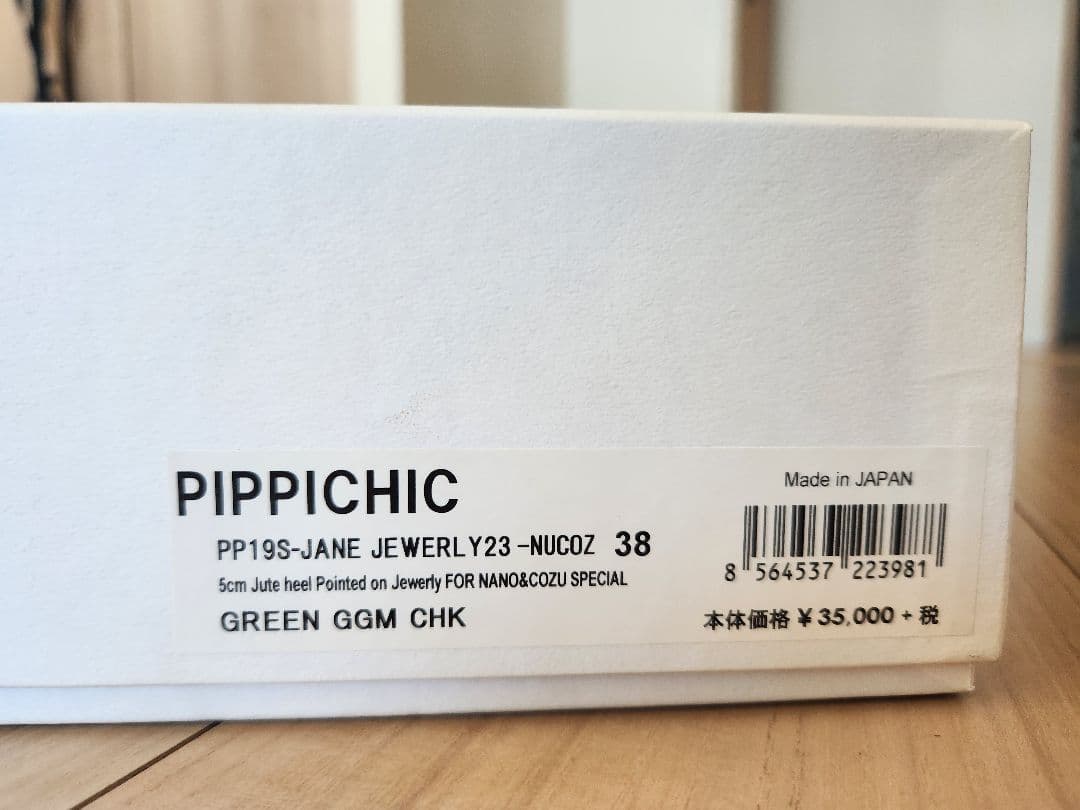 PIPPICHIC
PP19S-JANE JEWERLY23-NUCOZ 38
5cm Jute heel Pointed on Jewerly FOR NANO&COZU SPECIAL
GREEN GGM CHK
Made in JAPAN
8 564537 223981
本体価格 ¥35,000 + 税